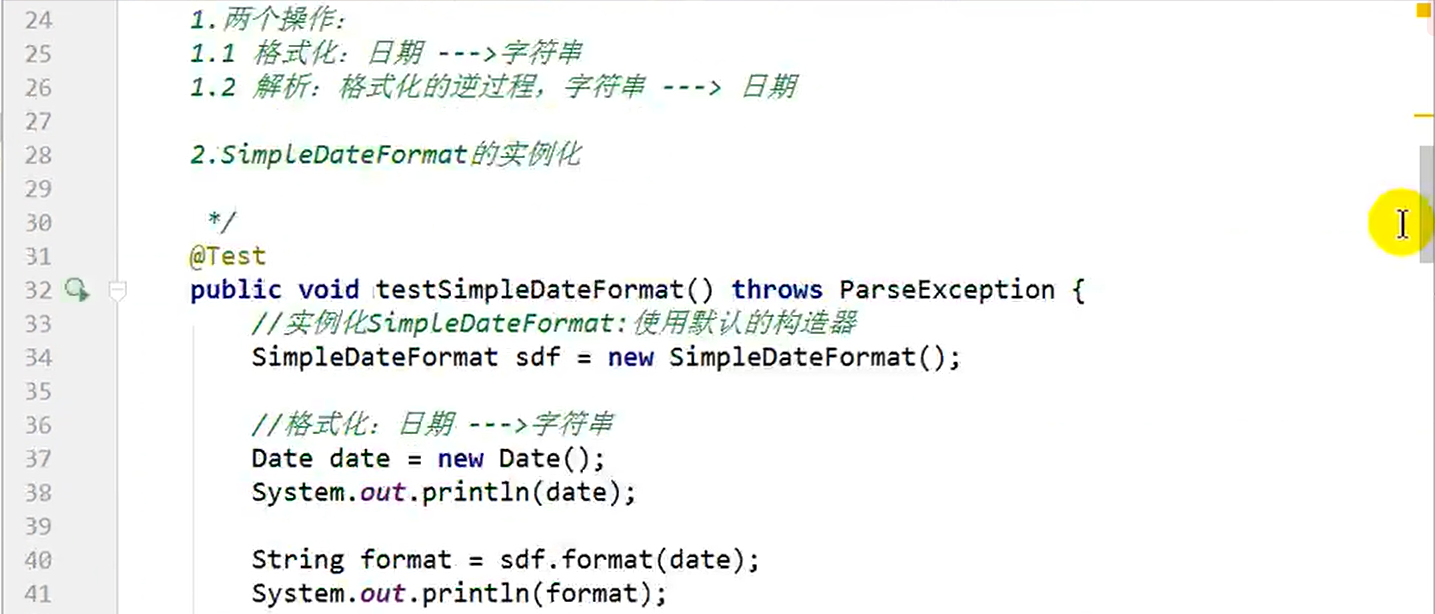 24 1.两个操作：
25 1.1 格式化：日期 --->字符串
26 1.2 解析：格式化的逆过程，字符串 ---> 日期
27
28 2.SimpleDateFormat的实例化
29
30 */
31 @Test
32 public void testSimpleDateFormat() throws ParseException {
33 //实例化SimpleDateFormat:使用默认的构造器
34 SimpleDateFormat sdf = new SimpleDateFormat();
35
36 //格式化：日期 --->字符串
37 Date date = new Date();
38 System.out.println(date);
39
40 String format = sdf.format(date);
41 System.out.println(format);